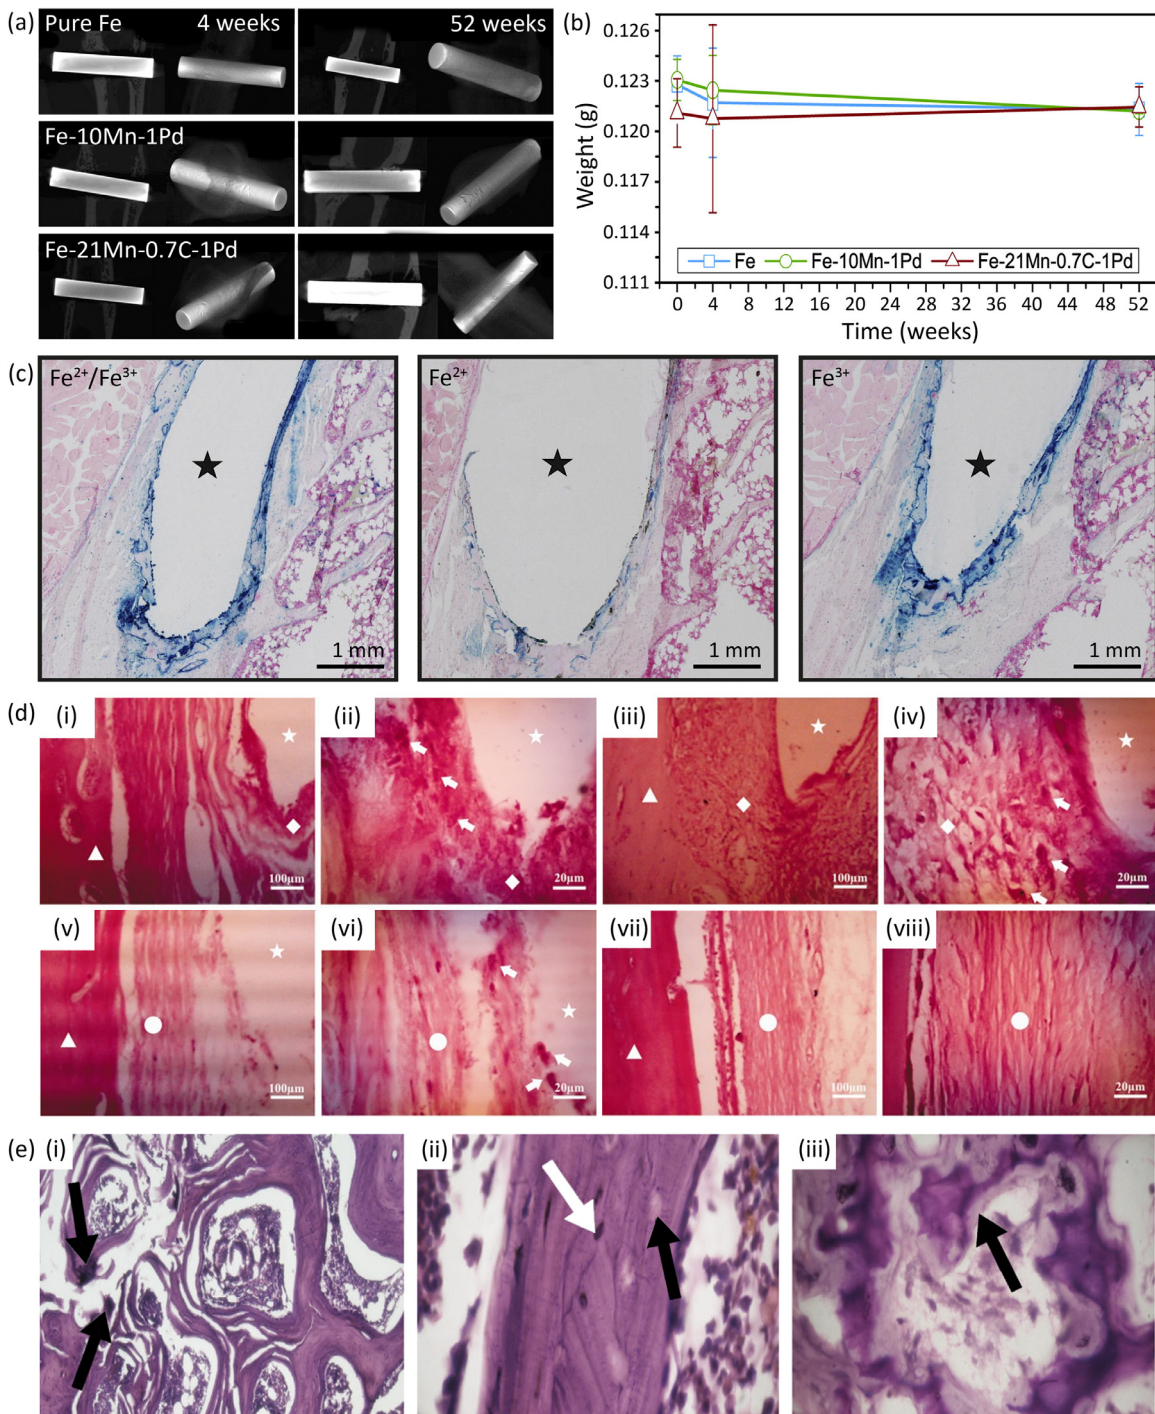 (a)
Pure Fe 4 weeks 52 weeks
Fe-10Mn-1Pd
Fe-21Mn-0.7C-1Pd
(b)
Weight (g)
0.126
0.123
0.120
0.117
0.114
0.111
Fe Fe-10Mn-1Pd Fe-21Mn-0.7C-1Pd
0 4 8 12 16 20 24 28 32 36 40 44 48 52
Time (weeks)
(c)
Fe²⁺/Fe³⁺
1 mm
Fe²⁺
1 mm
Fe³⁺
1 mm
(d)
(i)
100µm
(ii)
20µm
(iii)
100µm
(iv)
20µm
(v)
100µm
(vi)
20µm
(vii)
100µm
(viii)
20µm
(e)
(i)
(ii)
(iii)